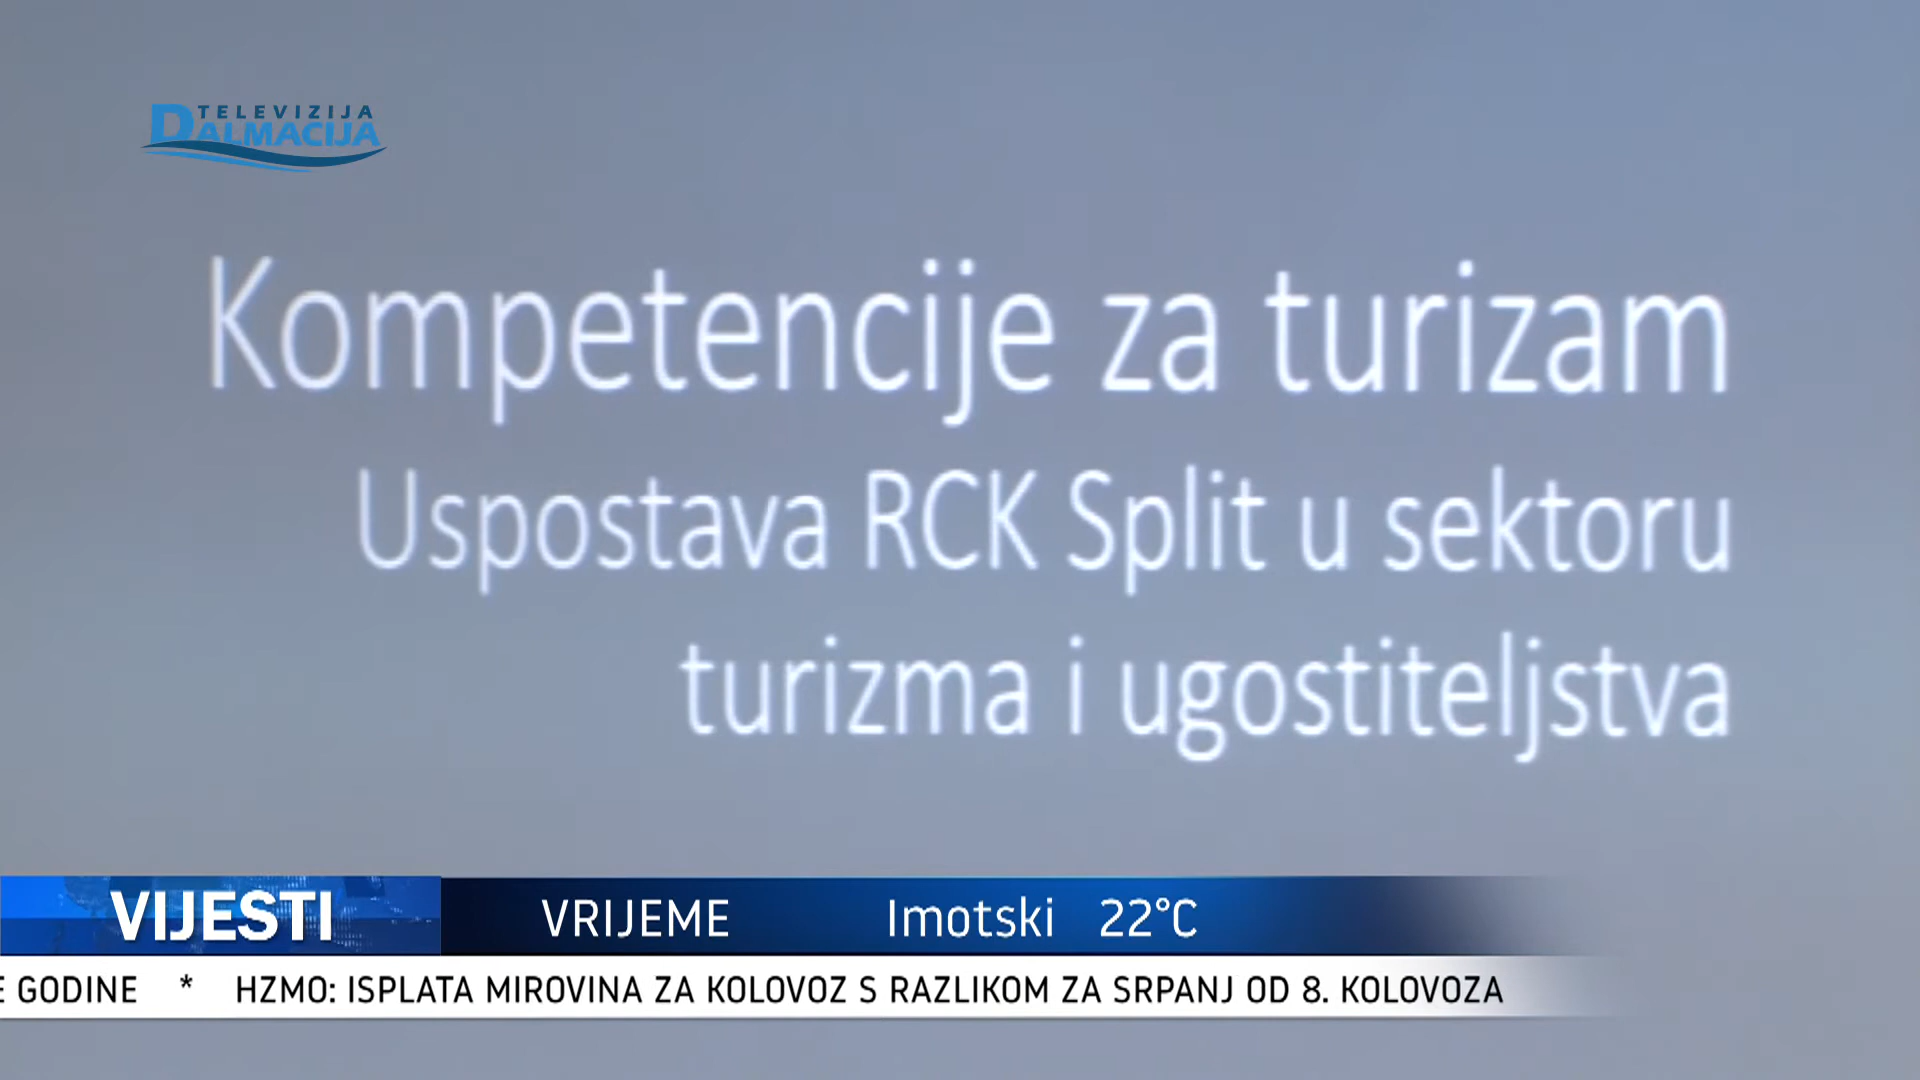 TELEVIZIJA
DALMACIJA
Kompetencije za turizam
Uspostava RCK Split u sektoru
turizma i ugostiteljstva
VIJESTI VRIJEME Imotski 22°C
E GODINE * HZMO: ISPLATA MIROVINA ZA KOLOVOZ S RAZLIKOM ZA SRPANJ OD 8. KOLOVOZA